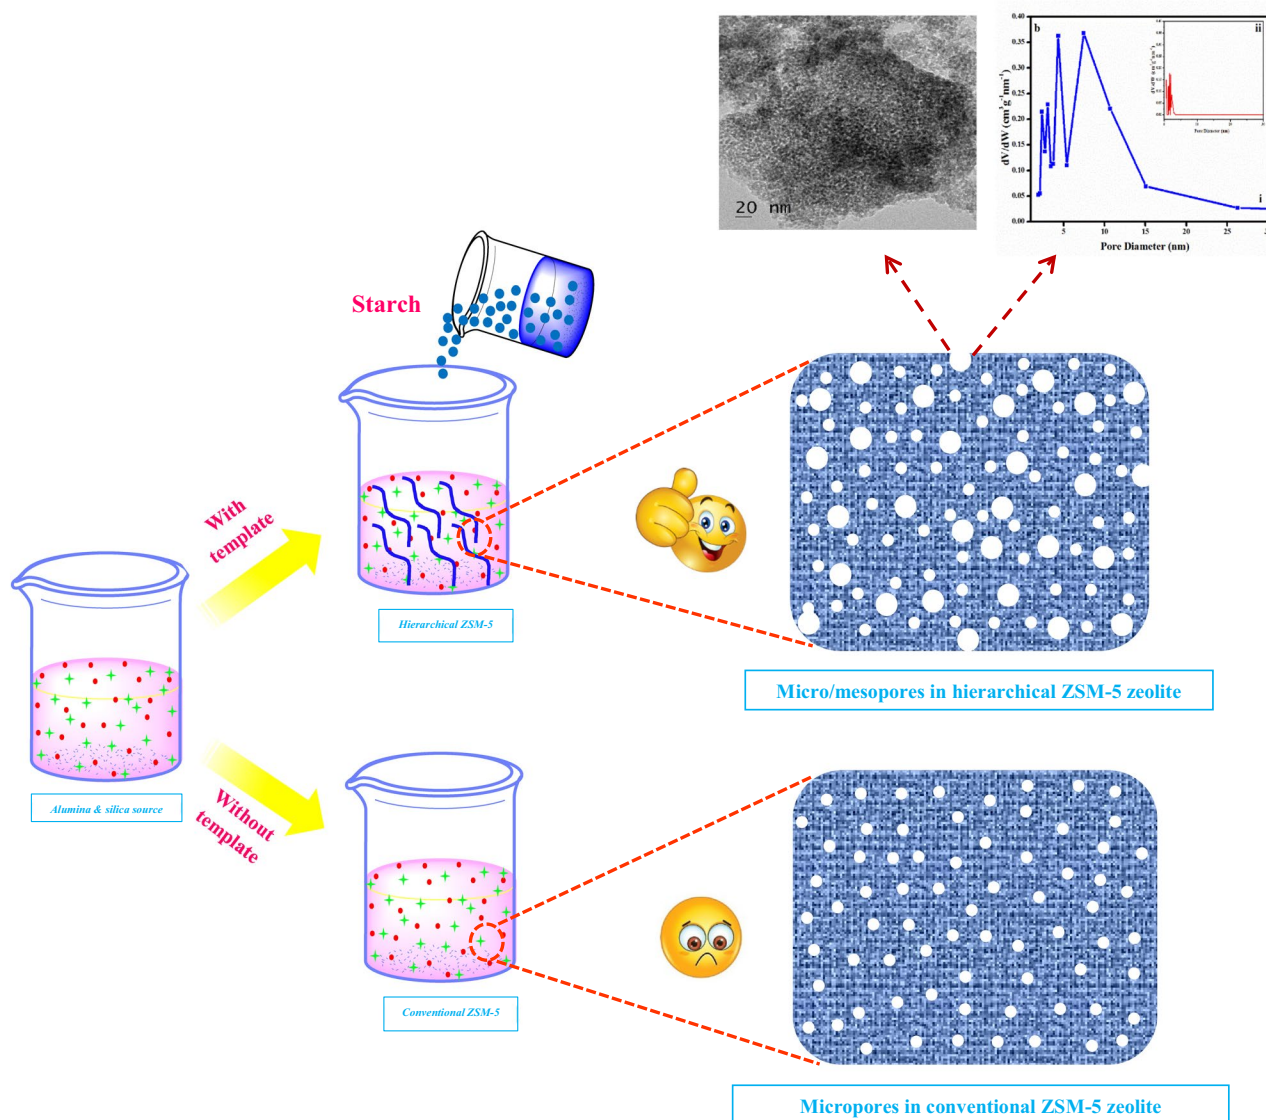 20 nm
b
ii
i
0.40
0.35
0.30
0.25
0.20
0.15
0.10
0.05
0.00
dV/dW (cm³g⁻¹nm⁻¹)
5
10
15
20
25
Pore Diameter (nm)
Pore Diameter (nm)
Starch
With
template
Hierarchical ZSM-5
Micro/mesopores in hierarchical ZSM-5 zeolite
Alumina & silica source
Without
template
Conventional ZSM-5
Micropores in conventional ZSM-5 zeolite